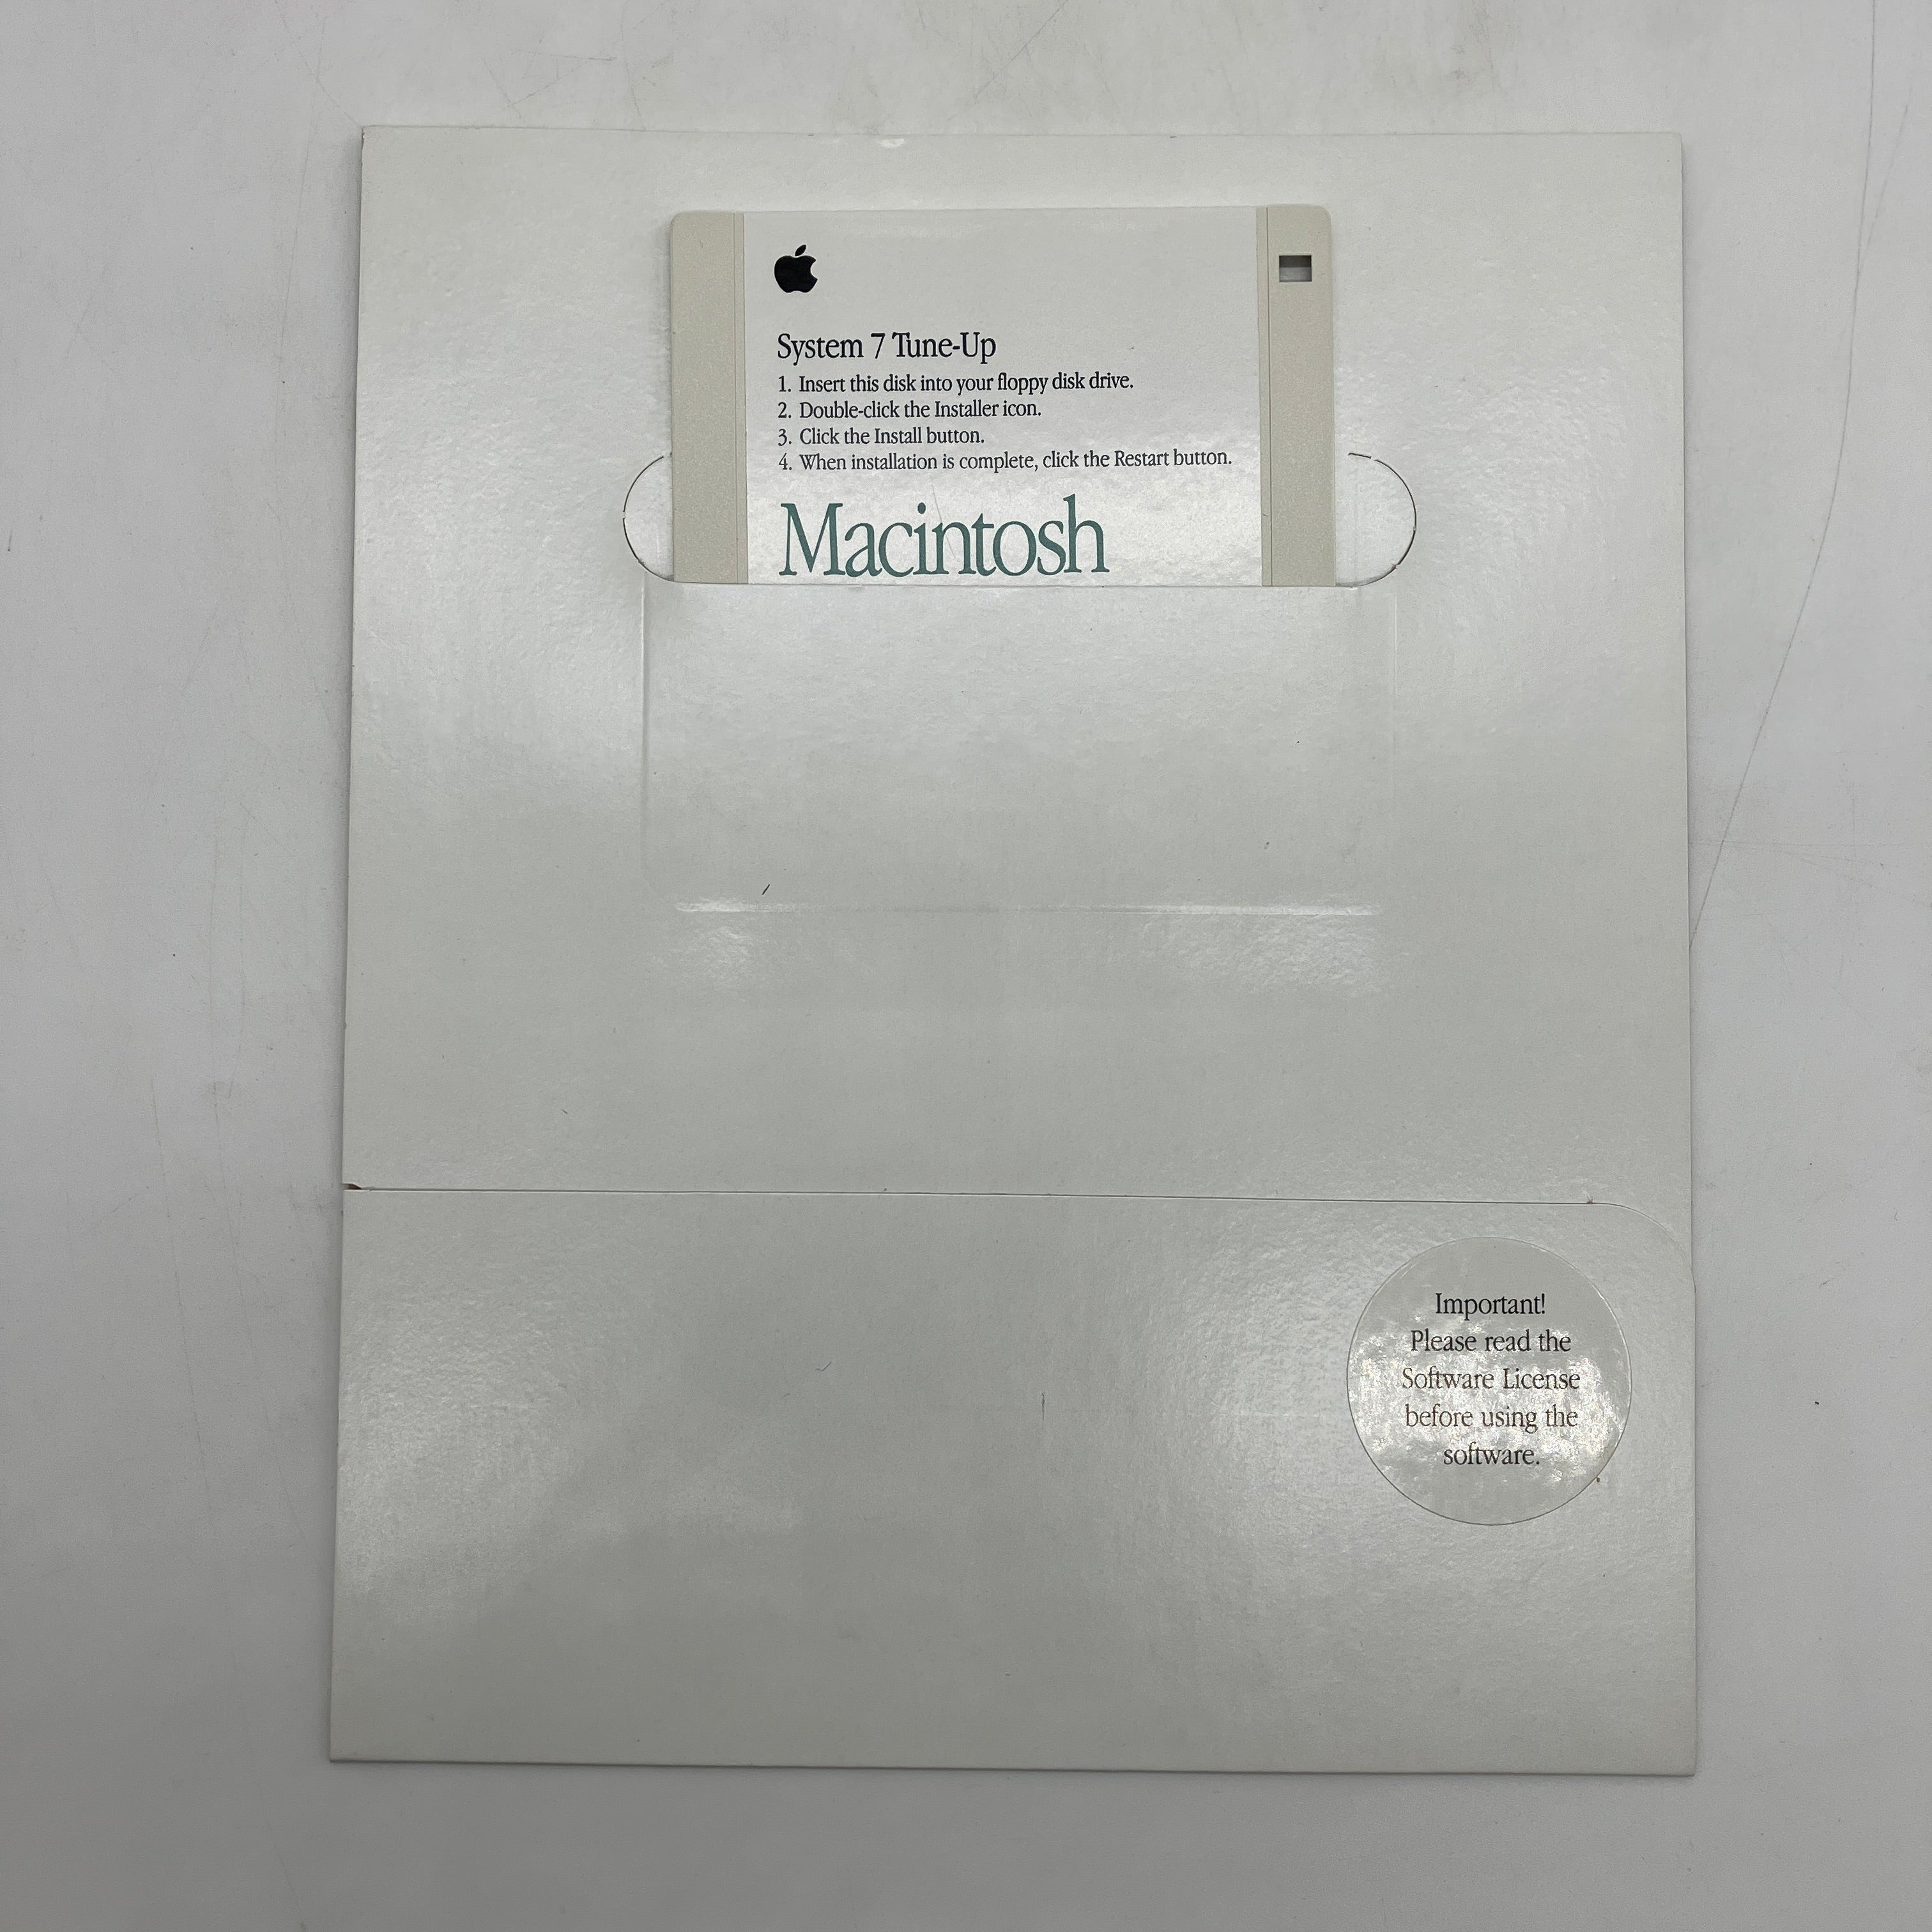 System 7 Tune-Up
1. Insert this disk into your floppy disk drive.
2. Double-click the Installer icon.
3. Click the Install button.
4. When installation is complete, click the Restart button.
Macintosh
Important!
Please read the
Software License
before using the
software.